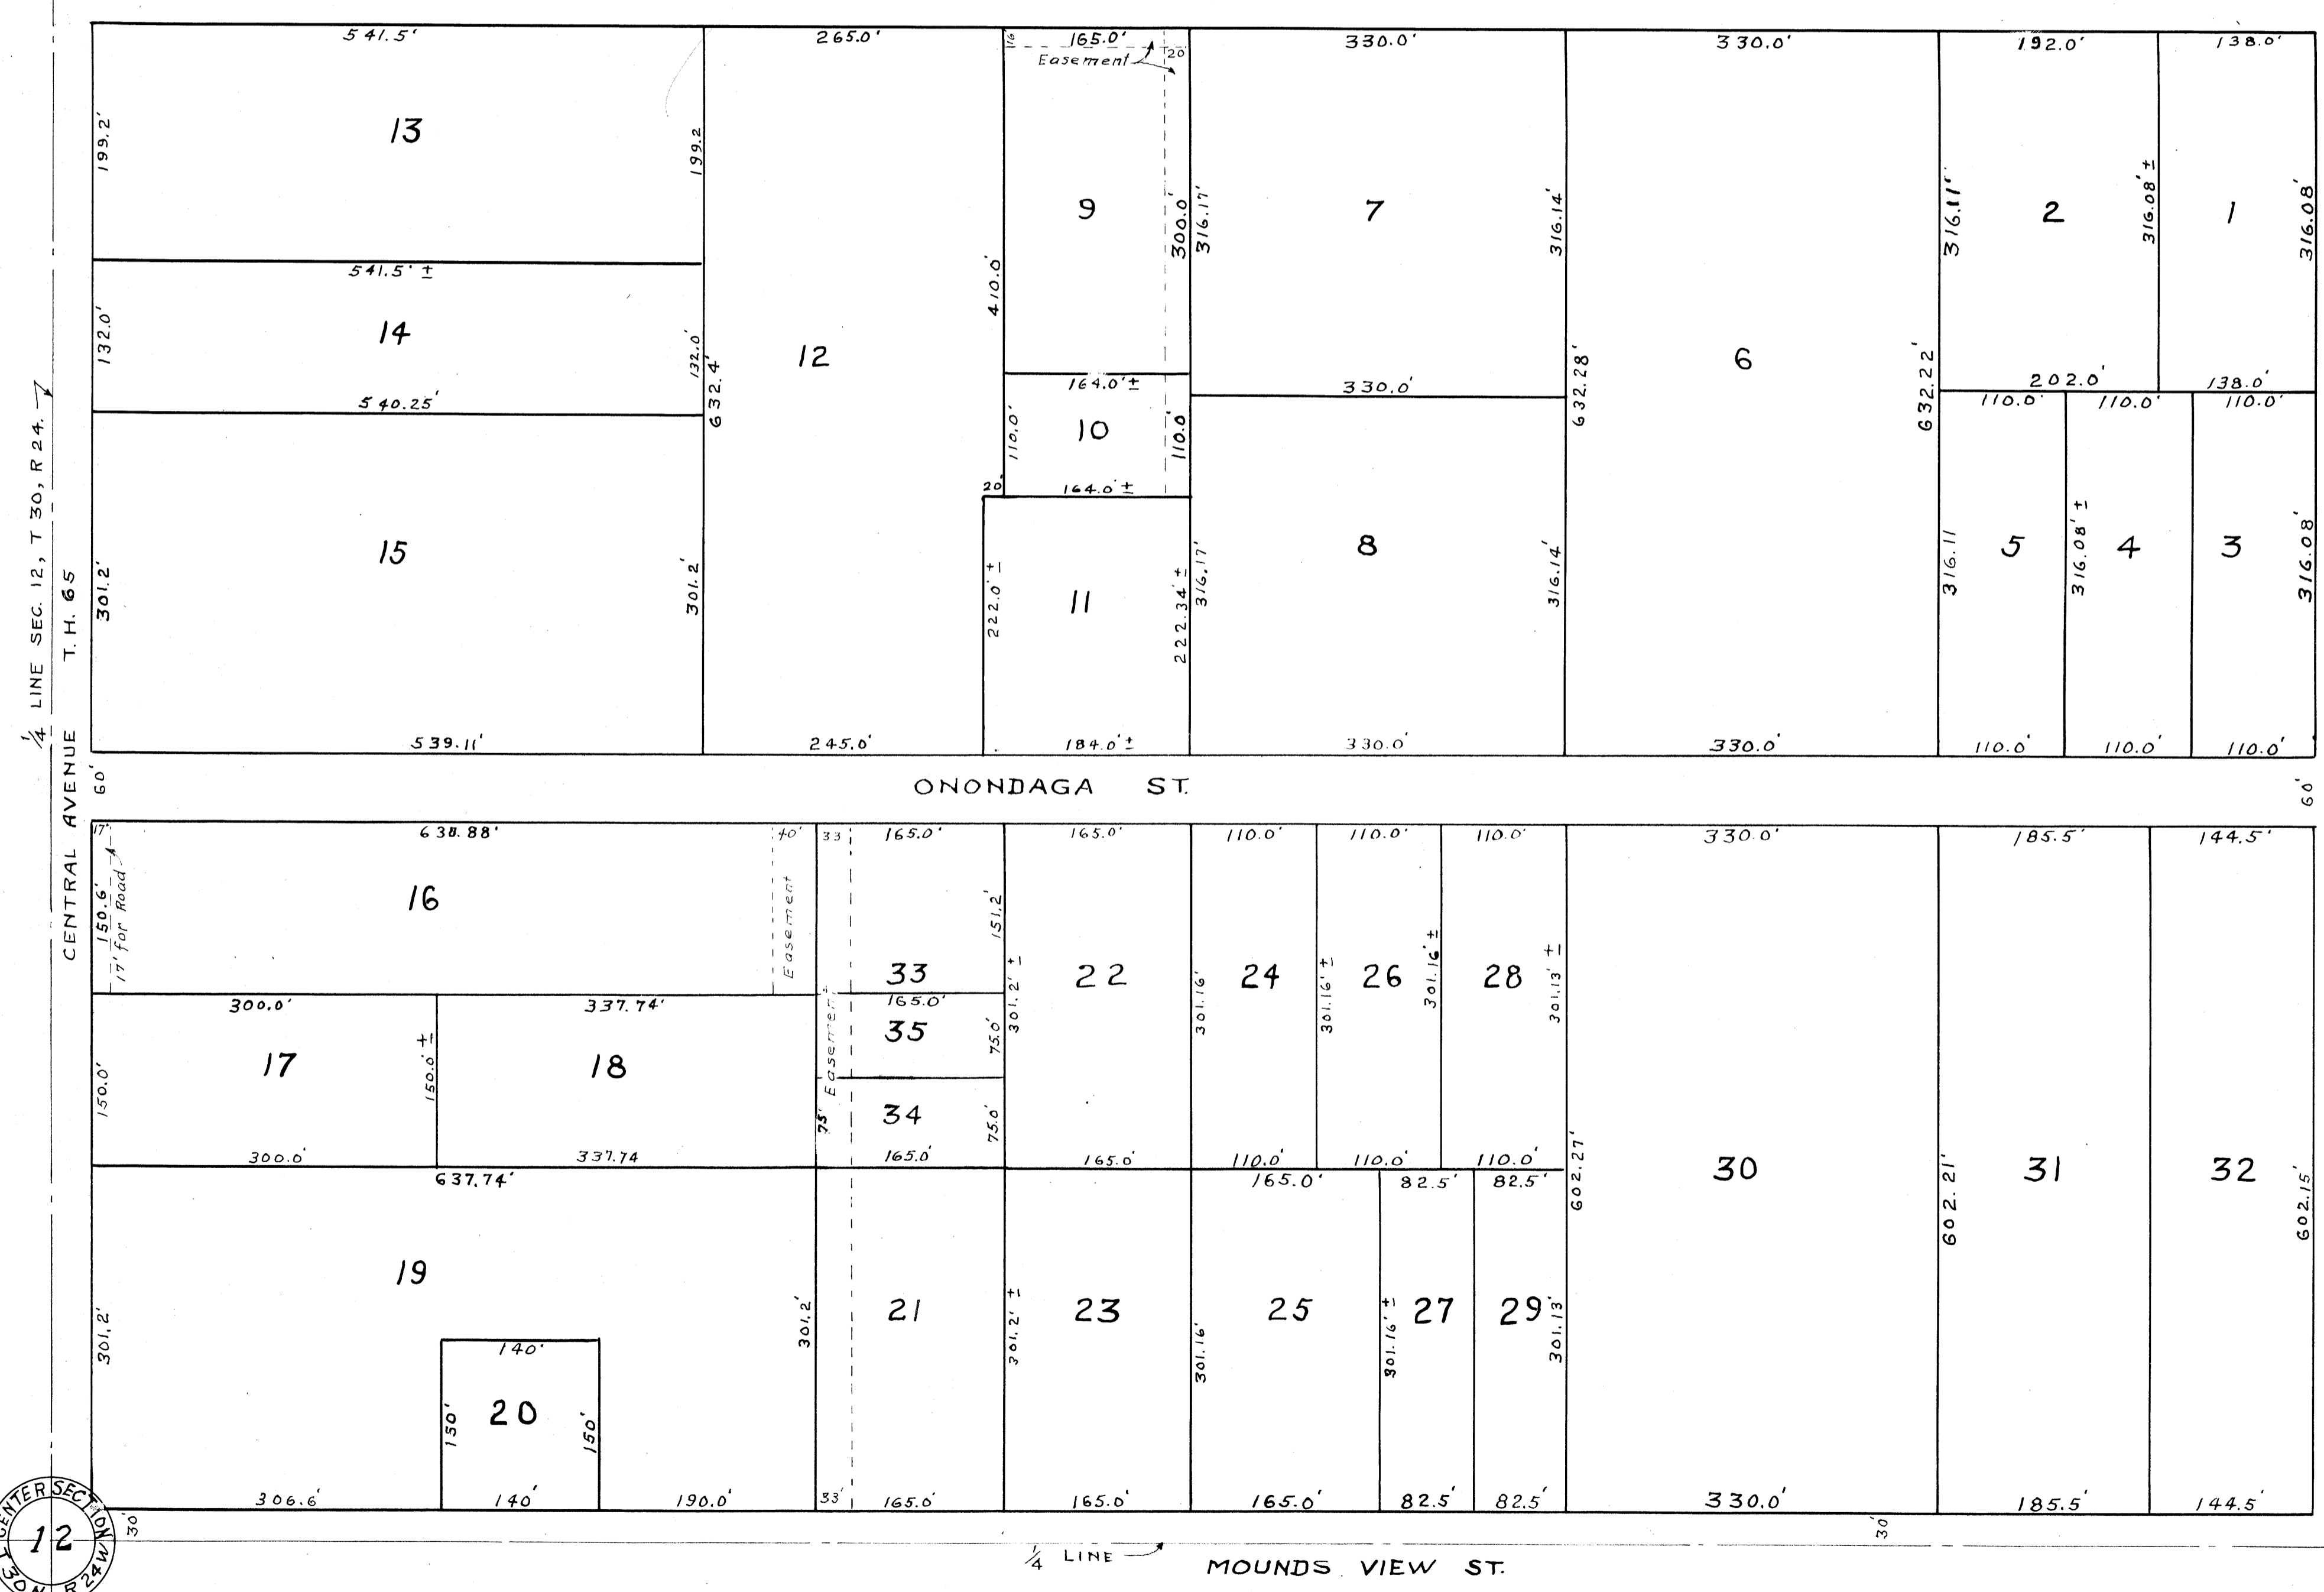 541.5' 265.0' 16 165.0' 330.0' 330.0' 192.0' 138.0'
Easement 20'
199.2' 13 199.2 9 300.0' 316.17' 7 316.14' 316.11' 2 316.08' ± 1 316.08'
541.5' ± 410.0'
132.0' 14 132.0' 632.4' 12 164.0' ± 330.0' 632.28' 6 632.22' 202.0' 138.0'
540.25' 110.0' 10 110.0' 110.0' 110.0' 110.0'
20' 164.0' ±
¼ LINE SEC. 12, T 30, R 24.
CENTRAL AVENUE T. H. 65
301.2' 15 301.2' 222.0' ± 11 222.34' ± 316.17' 8 316.14' 316.11 5 316.08' ± 4 3 316.08'
539.11' 245.0' 184.0' ± 330.0' 330.0' 110.0' 110.0' 110.0'
60' ONONDAGA ST. 60'
17' 40' 33 165.0' 165.0' 110.0' 110.0' 110.0' 330.0' 185.5' 144.5'
150.6' 17' for Road 16 Easement 33 151.2' 301.2' ± 22 301.16' 24 301.16' ± 26 301.16' ± 28 301.13' ±
300.0' 337.74' 165.0'
150.0' 17 150.0' ± 18 Easement 35 75.0'
75' 34 75.0'
300.0' 337.74 165.0' 165.0' 110.0' 110.0' 110.0' 602.27' 30 602.21' 31 32 602.15'
637.74' 165.0' 82.5' 82.5'
301.2' 19 301.2' 21 301.2' ± 23 301.16' 25 301.16' ± 27 29 301.13'
140'
150' 20 150'
306.6' 140' 190.0' 33' 165.0' 165.0' 165.0' 82.5' 82.5' 330.0' 185.5' 144.5'
30' 30'
CENTER SECTION
12
T 30 N R 24 W
¼ LINE
MOUNDS VIEW ST.